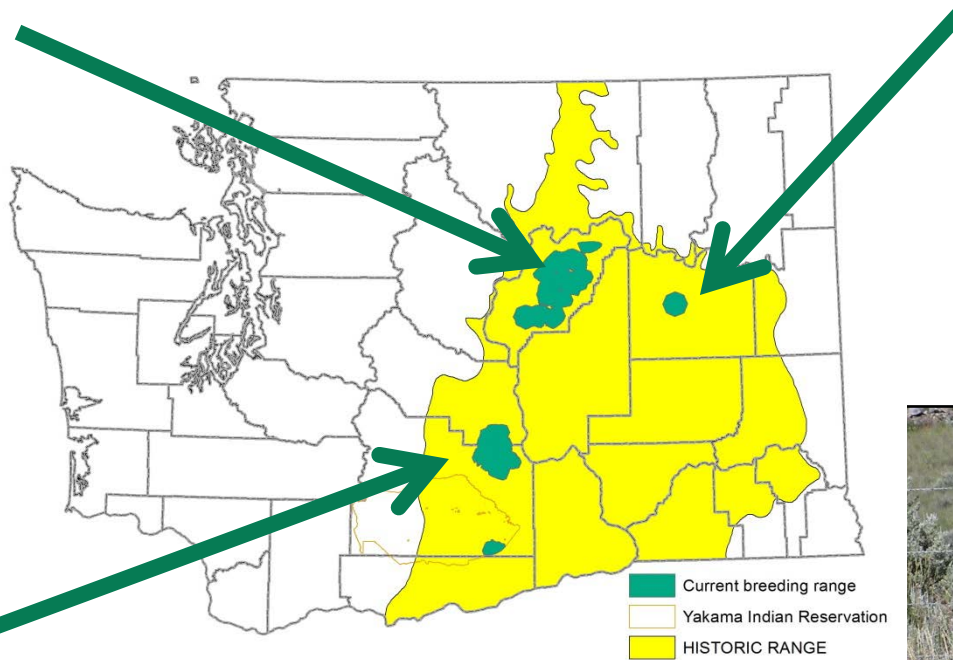 Current breeding range
Yakama Indian Reservation
HISTORIC RANGE